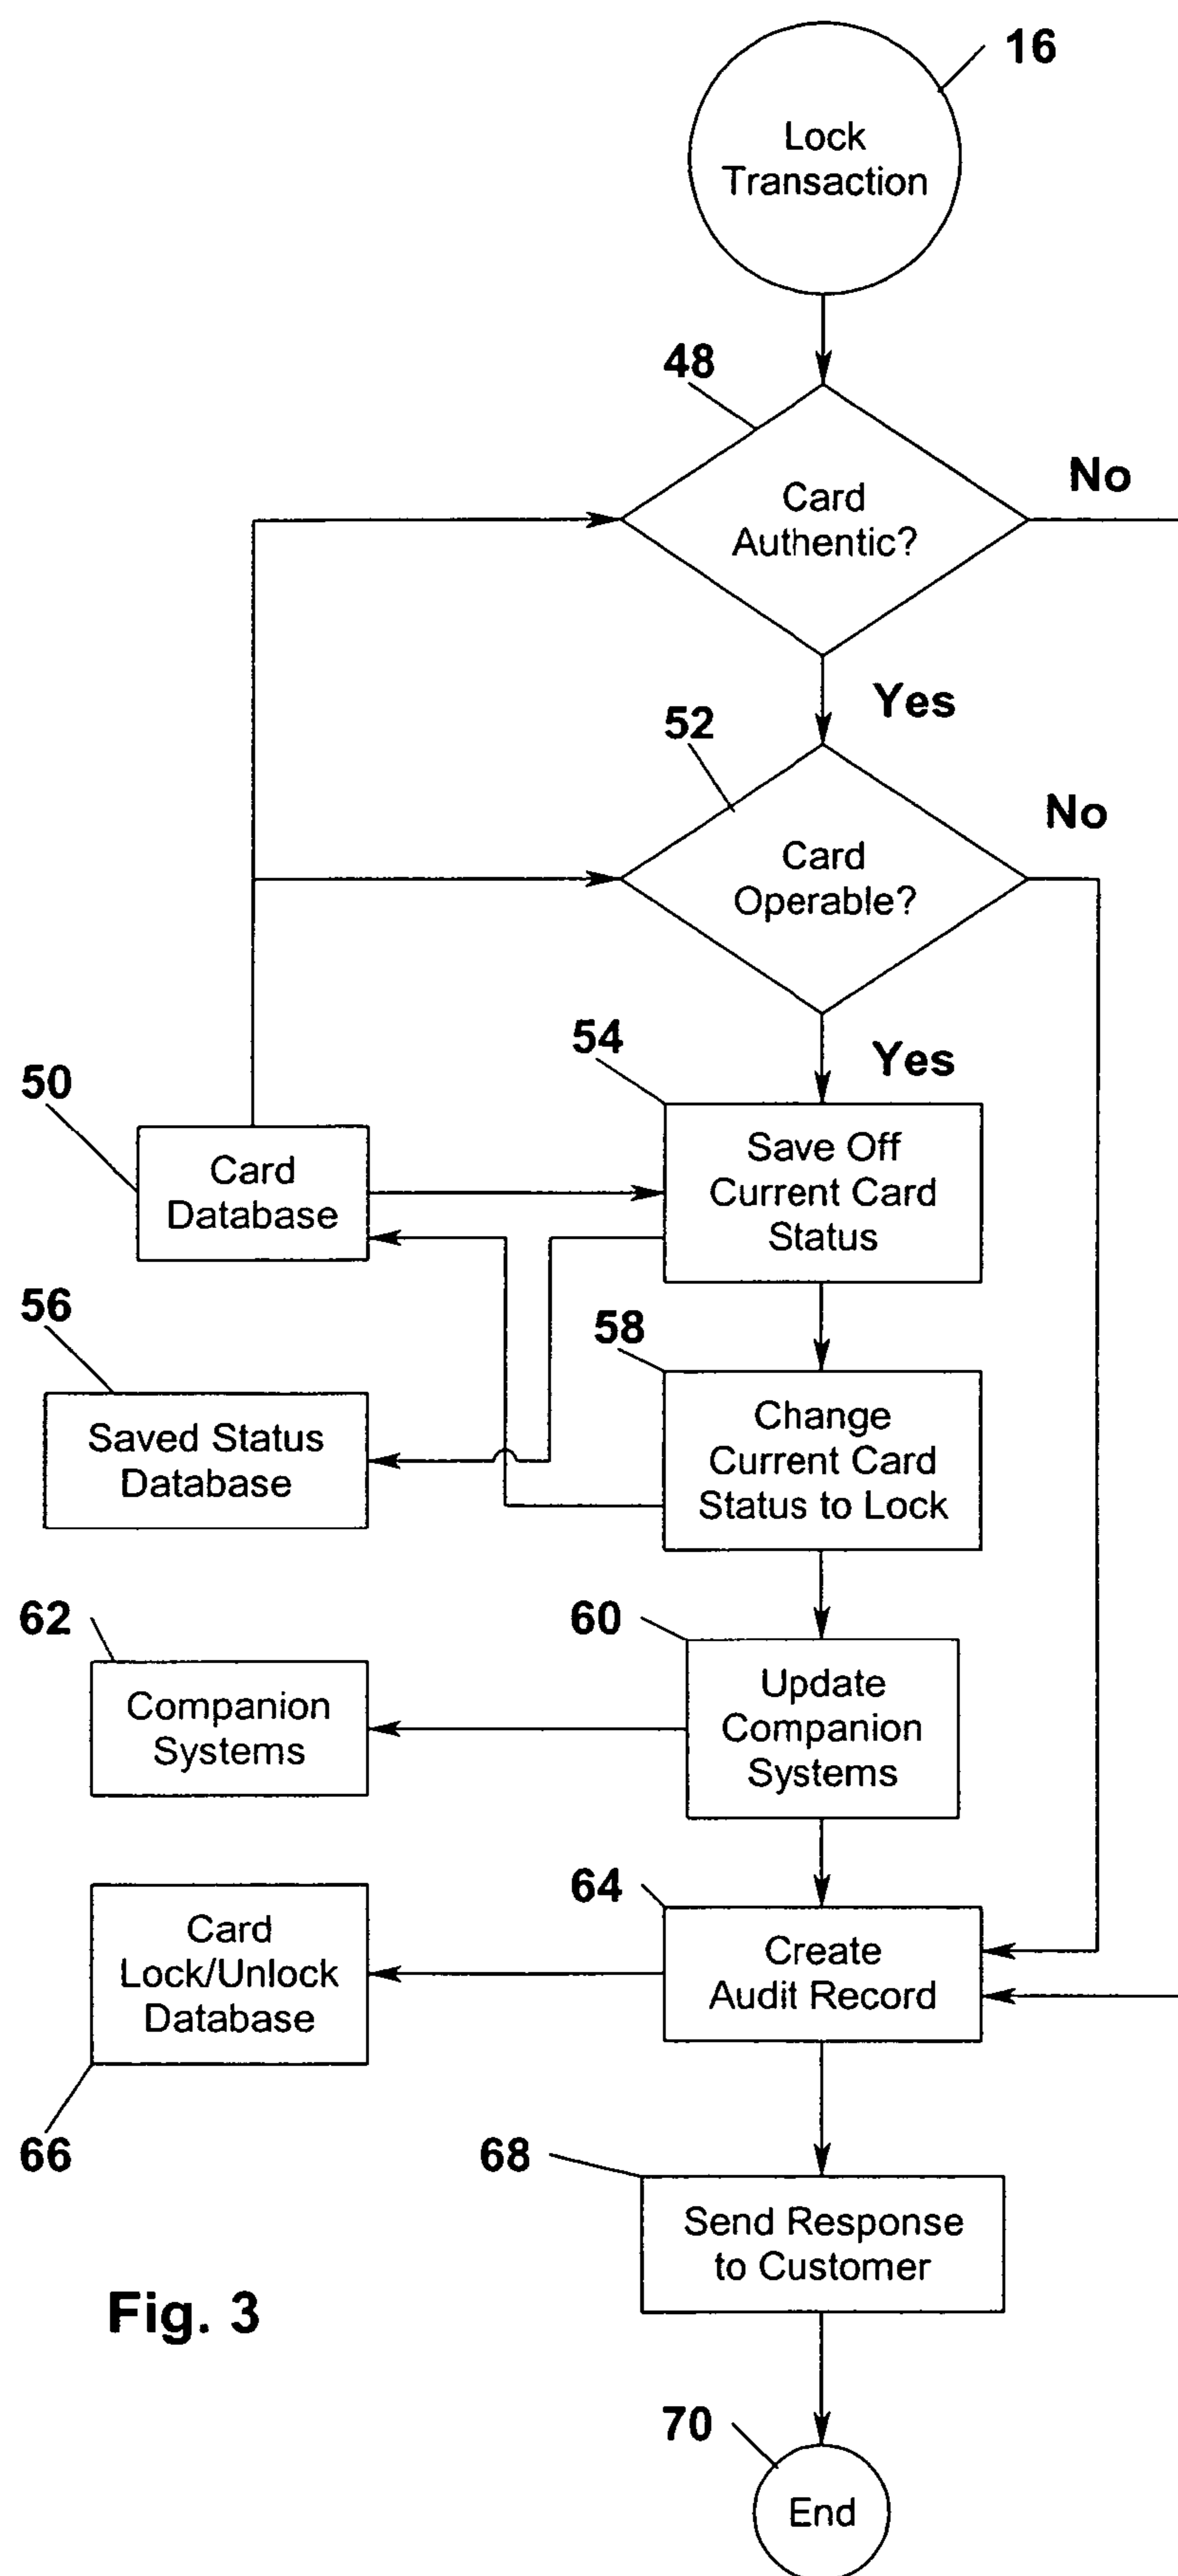 16
Lock
Transaction
48
Card
Authentic?
No
Yes
52
Card
Operable?
No
Yes
54
Save Off
Current Card
Status
50
Card
Database
56
Saved Status
Database
58
Change
Current Card
Status to Lock
62
Companion
Systems
60
Update
Companion
Systems
64
Create
Audit Record
Card
Lock/Unlock
Database
66
68
Send Response
to Customer
Fig. 3
70
End